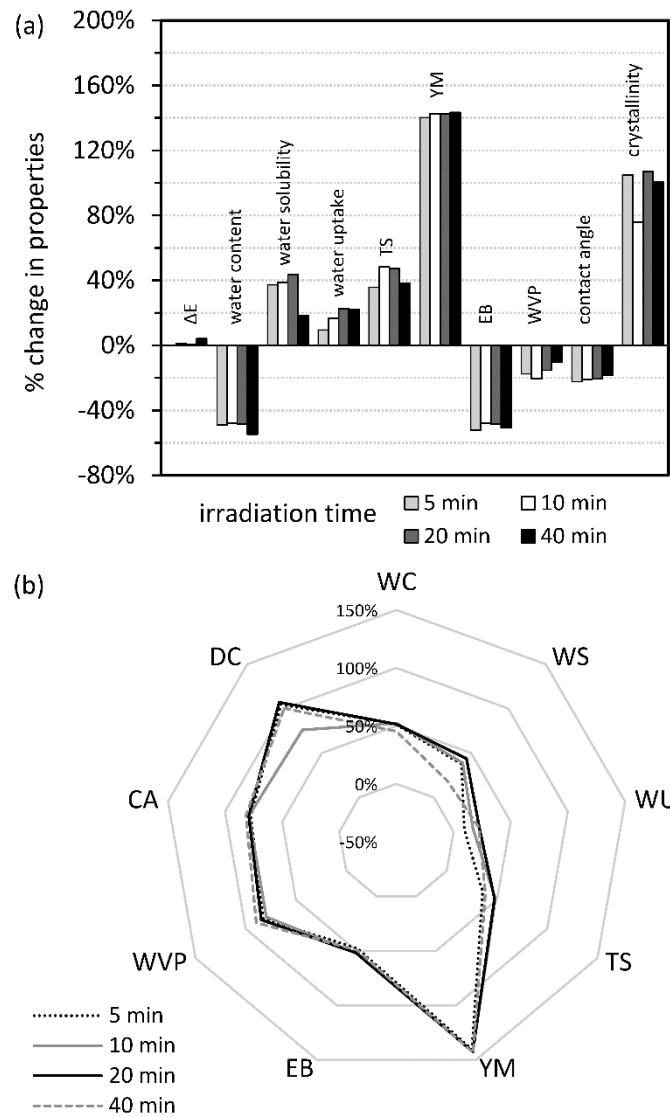 (a)
200%
160%
120%
80%
40%
0%
-40%
-80%
% change in properties
ΔE
water content
water solubility
water uptake
TS
YM
EB
WVP
contact angle
crystallinity
irradiation time
5 min
10 min
20 min
40 min
(b)
WC
150%
100%
50%
0%
-50%
WS
WU
TS
YM
EB
WVP
CA
DC
5 min
10 min
20 min
40 min